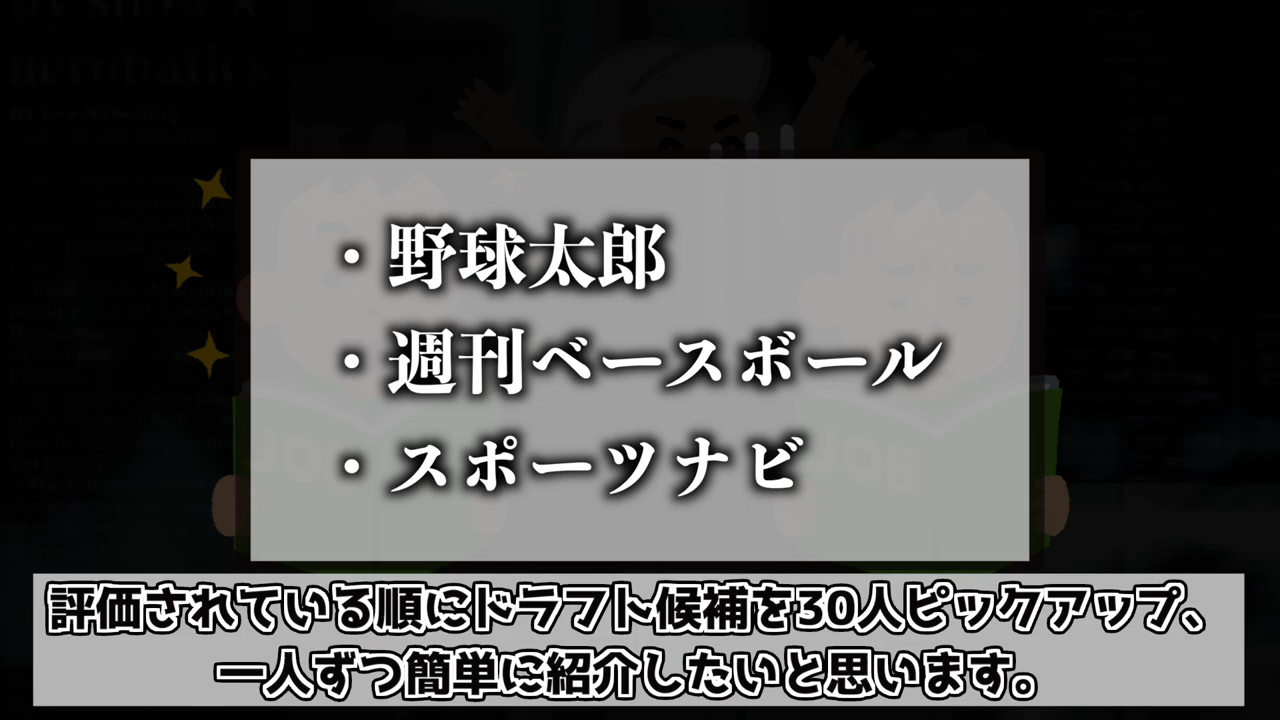 ・野球太郎
・週刊ベースボール
・スポーツナビ
評価されている順にドラフト候補を30人ピックアップ、
一人ずつ簡単に紹介したいと思います。